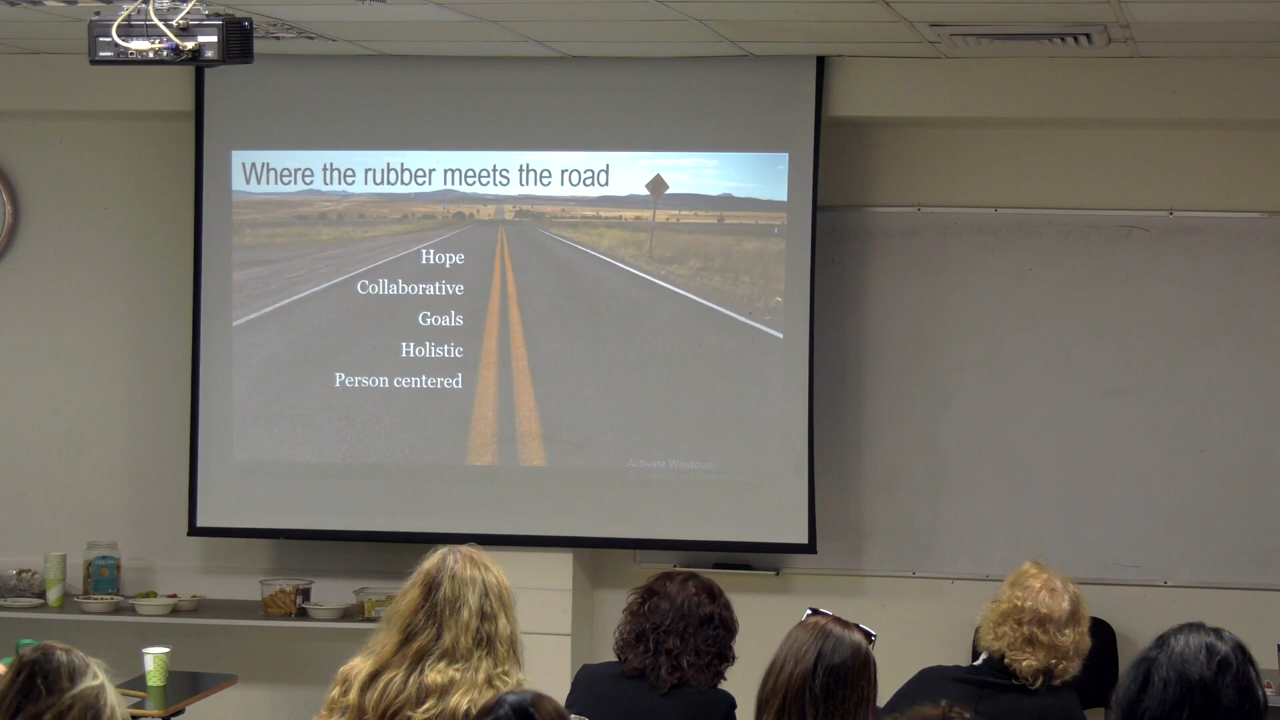 Where the rubber meets the road
Hope
Collaborative
Goals
Holistic
Person centered
Activate Windows